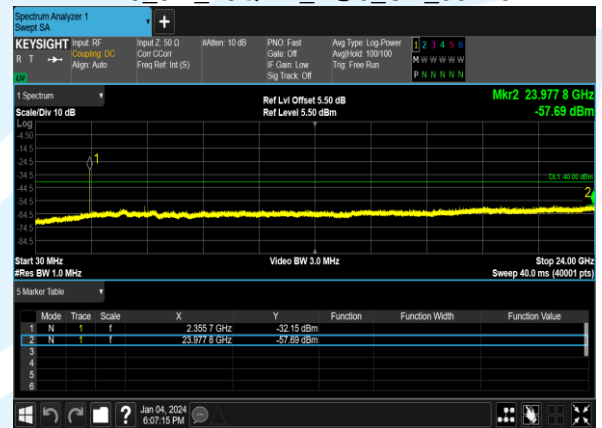 Spectrum Analyzer 1
Swept SA
KEYSIGHT
R T
Input: RF
Coupling: DC
Align: Auto
Input Z: 50 Ω
Corr CCorr
Freq Ref: Int (S)
#Atten: 10 dB
PNO: Fast
Gate: Off
IF Gain: Low
Sig Track: Off
Avg Type: Log-Power
Avg|Hold: 100/100
Trig: Free Run
1 2 3 4 5 6
M W W W W W
P N N N N N
1 Spectrum
Scale/Div 10 dB
Log
Ref Lvl Offset 5.50 dB
Ref Level 5.50 dBm
Mkr2 23.977 8 GHz
-57.69 dBm
-4.50
-14.5
-24.5
-34.5
-44.5
-54.5
-64.5
-74.5
-84.5
1
DL1 -40.00 dBm
2
Start 30 MHz
#Res BW 1.0 MHz
Video BW 3.0 MHz
Stop 24.00 GHz
Sweep 40.0 ms (40001 pts)
5 Marker Table
Mode Trace Scale X Y Function Function Width Function Value
1 N 1 f 2.355 7 GHz -32.15 dBm
2 N 1 f 23.977 8 GHz -57.69 dBm
3
4
5
6
?
Jan 04, 2024
6:07:15 PM